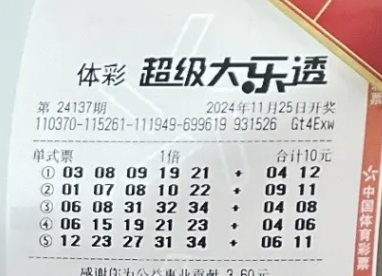 体彩 超级大乐透
第 24137期 2024年11月25日开奖
110370-115261-111949-699619 931526 Gt4Exw
单式票 1倍 合计10元
① 03 08 09 19 21 + 04 12
② 01 07 08 10 22 + 09 11
③ 06 08 31 32 34 + 04 08
④ 06 15 19 21 23 + 04 06
⑤ 12 23 27 31 34 + 06 11
感谢您为公益事业贡献 3.60元
中国体育彩票